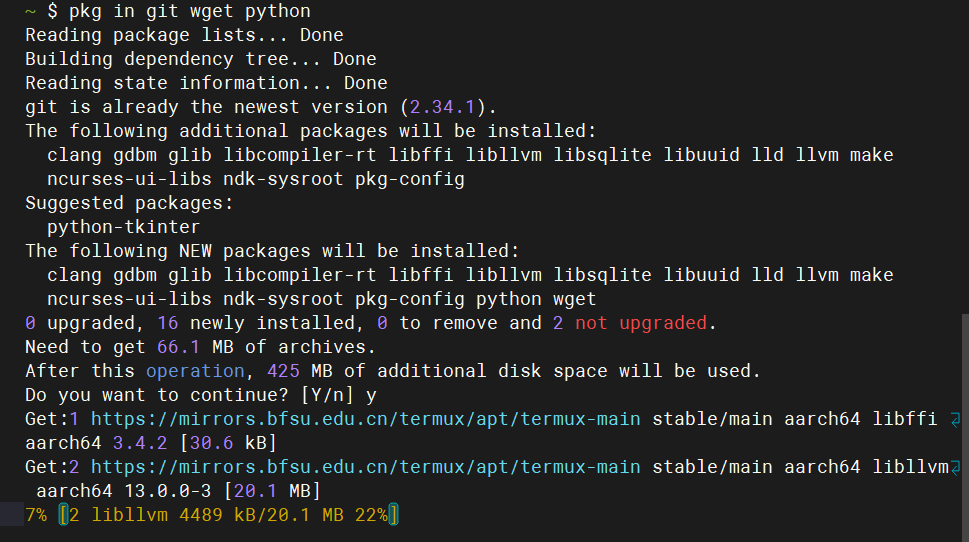 ~ $ pkg in git wget python
Reading package lists... Done
Building dependency tree... Done
Reading state information... Done
git is already the newest version (2.34.1).
The following additional packages will be installed:
  clang gdbm glib libcompiler-rt libffi libllvm libsqlite libuuid lld llvm make
  ncurses-ui-libs ndk-sysroot pkg-config
Suggested packages:
  python-tkinter
The following NEW packages will be installed:
  clang gdbm glib libcompiler-rt libffi libllvm libsqlite libuuid lld llvm make
  ncurses-ui-libs ndk-sysroot pkg-config python wget
0 upgraded, 16 newly installed, 0 to remove and 2 not upgraded.
Need to get 66.1 MB of archives.
After this operation, 425 MB of additional disk space will be used.
Do you want to continue? [Y/n] y
Get:1 https://mirrors.bfsu.edu.cn/termux/apt/termux-main stable/main aarch64 libffi
aarch64 3.4.2 [30.6 kB]
Get:2 https://mirrors.bfsu.edu.cn/termux/apt/termux-main stable/main aarch64 libllvm
 aarch64 13.0.0-3 [20.1 MB]
7% [2 libllvm 4489 kB/20.1 MB 22%]